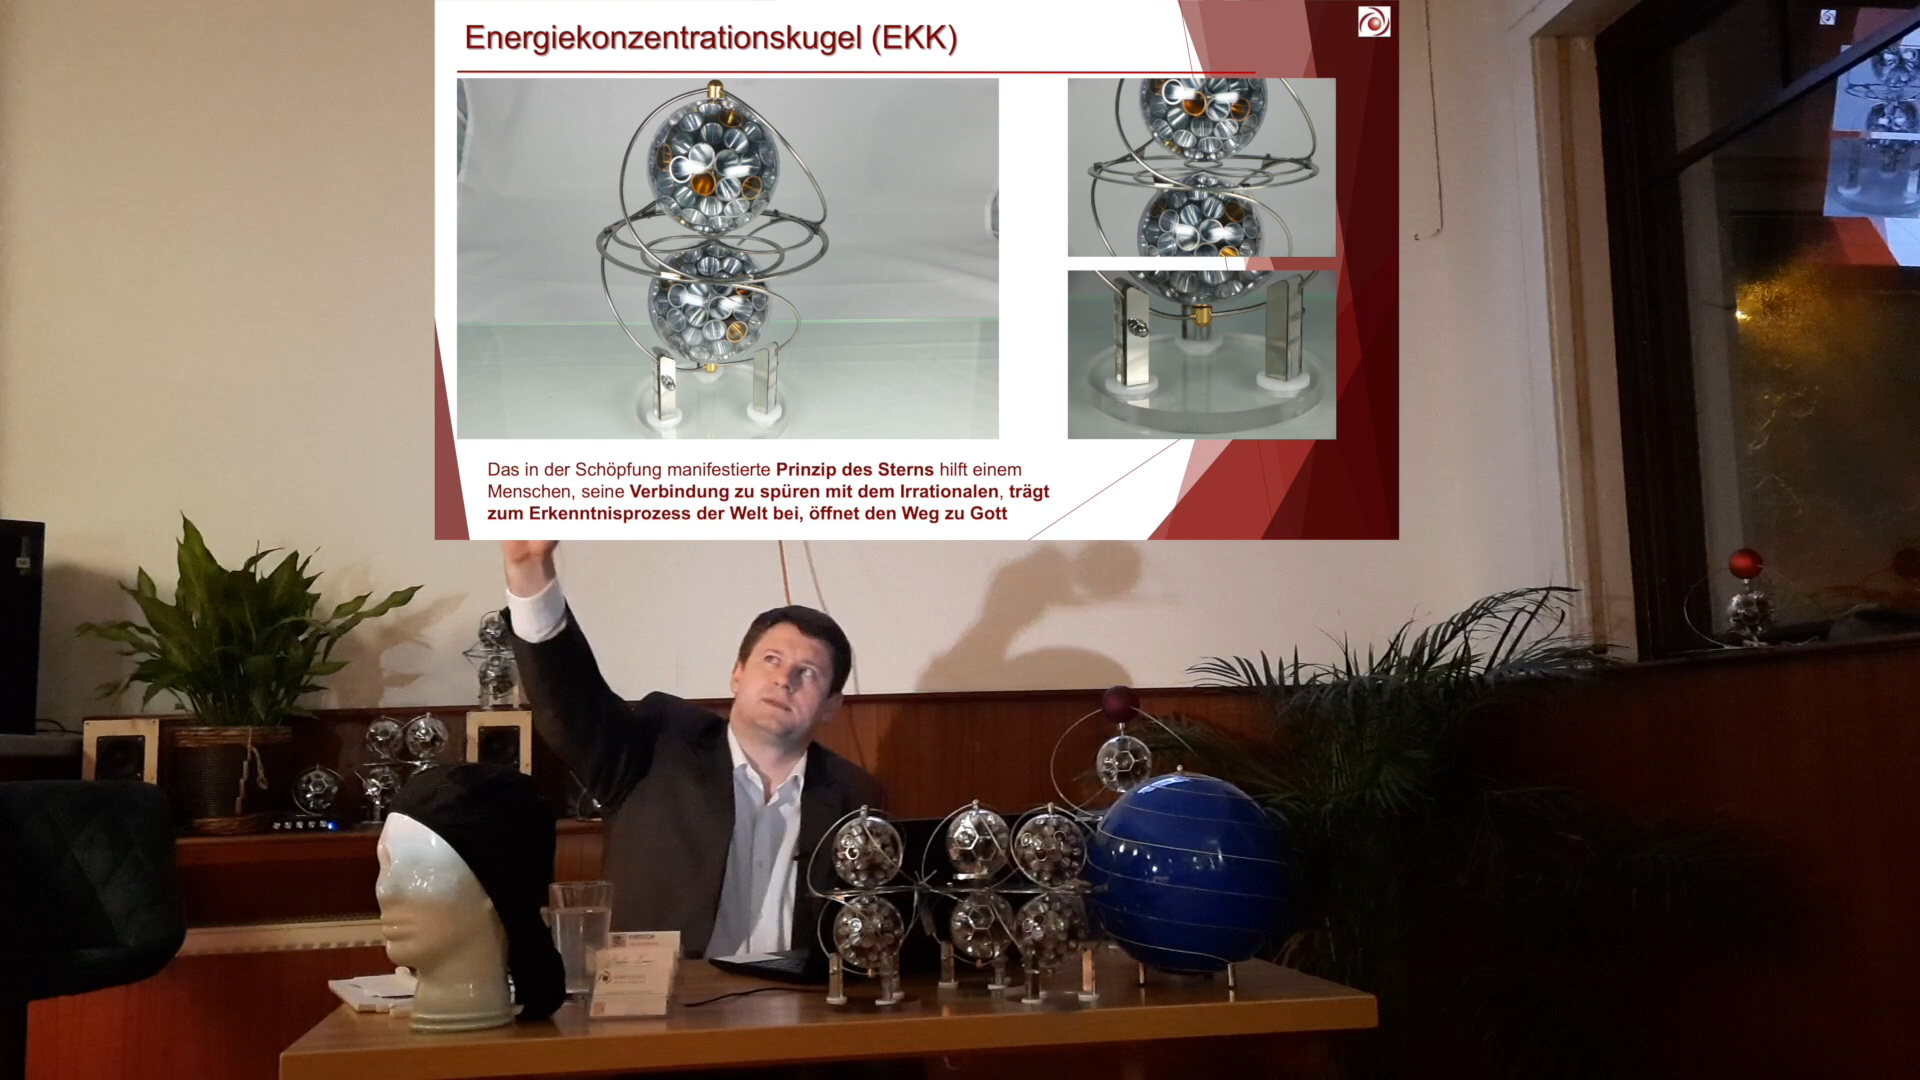 Energiekonzentrationskugel (EKK)
Das in der Schöpfung manifestierte Prinzip des Sterns hilft einem
Menschen, seine Verbindung zu spüren mit dem Irrationalen, trägt
zum Erkenntnisprozess der Welt bei, öffnet den Weg zu Gott